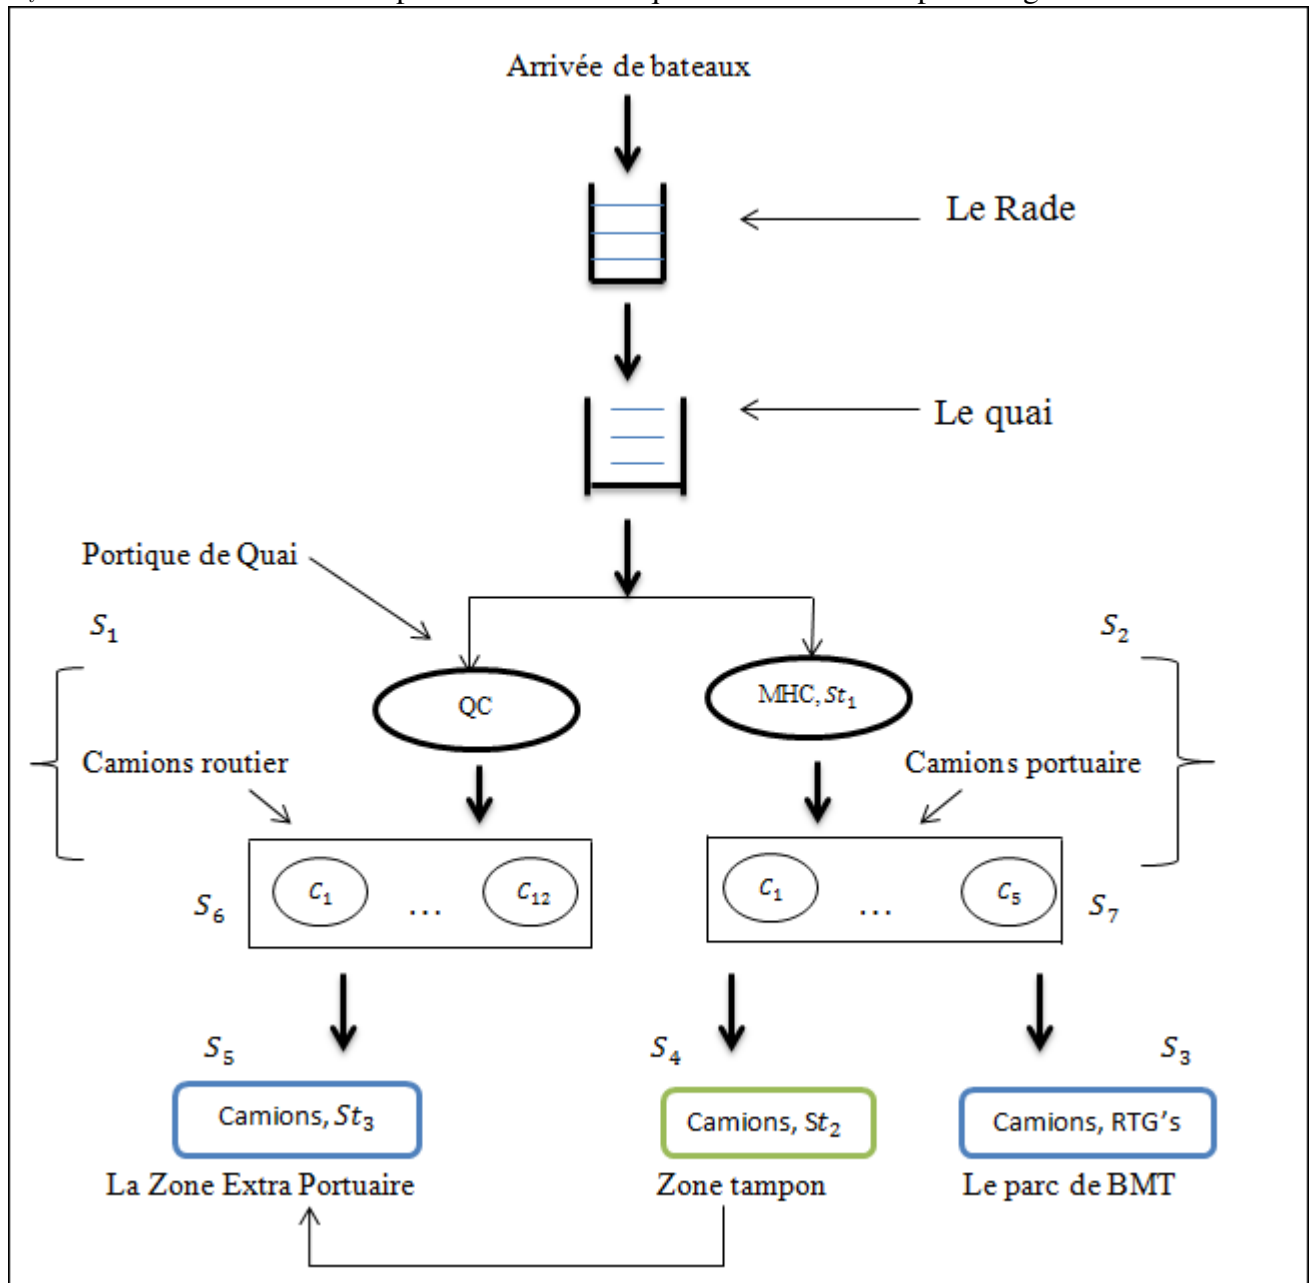 Arrivée de bateaux
Le Rade
Le quai
Portique de Quai
S₁
S₂
QC
MHC, St₁
Camions routier
Camions portuaire
S₆
C₁
...
C₁₂
C₁
...
C₅
S₇
S₅
S₄
S₃
Camions, St₃
Camions, St₂
Camions, RTG's
La Zone Extra Portuaire
Zone tampon
Le parc de BMT